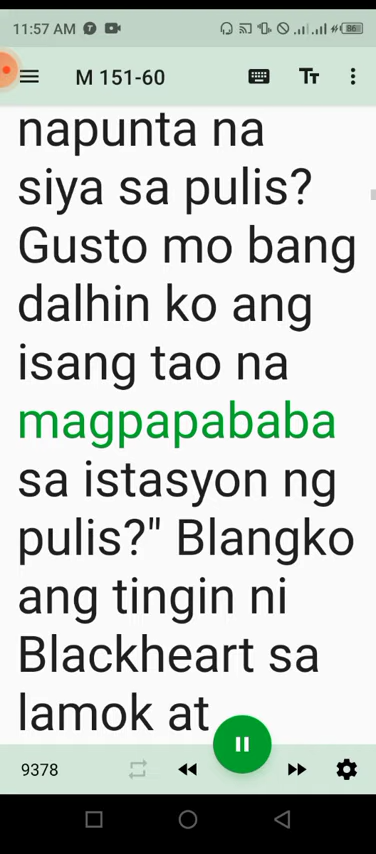 11:57 AM
86
M 151-60
napunta na
siya sa pulis?
Gusto mo bang
dalhin ko ang
isang tao na
magpapababa
sa istasyon ng
pulis?" Blangko
ang tingin ni
Blackheart sa
lamok at
9378